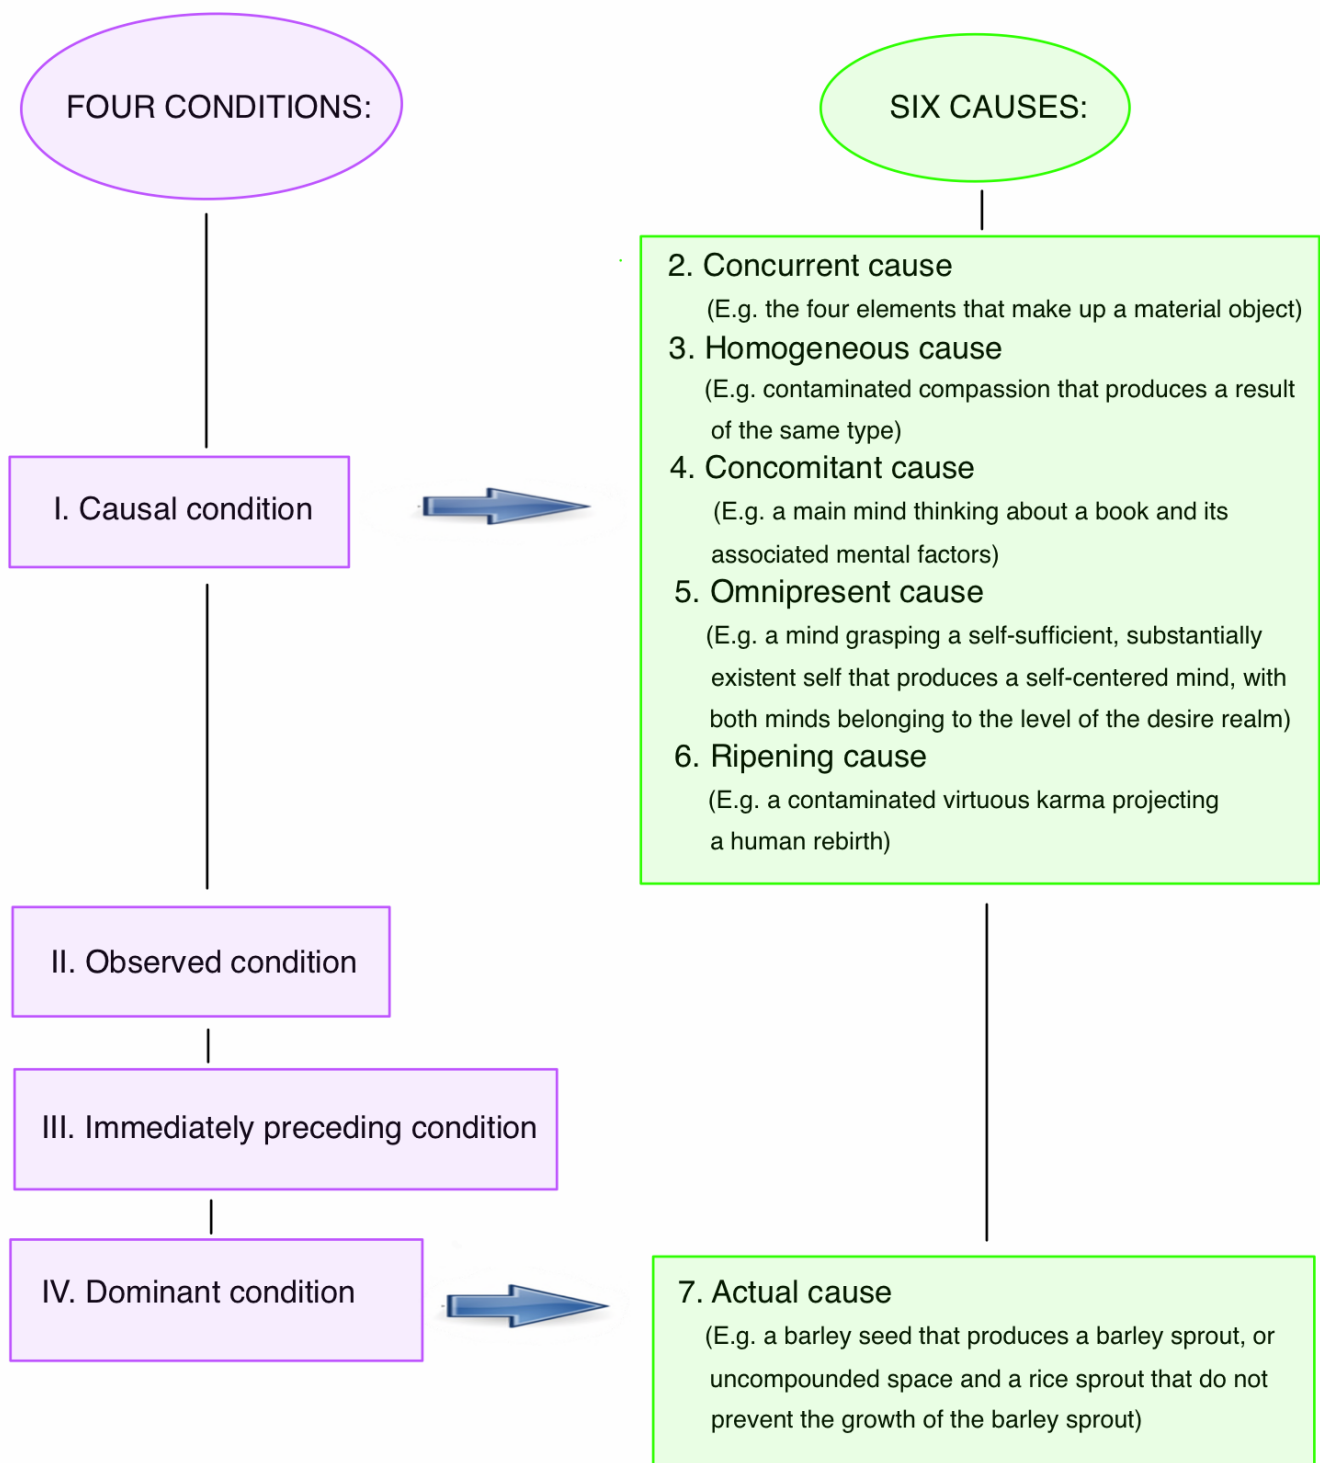 FOUR CONDITIONS:
SIX CAUSES:
2. Concurrent cause
(E.g. the four elements that make up a material object)
3. Homogeneous cause
(E.g. contaminated compassion that produces a result
of the same type)
4. Concomitant cause
(E.g. a main mind thinking about a book and its
associated mental factors)
5. Omnipresent cause
(E.g. a mind grasping a self-sufficient, substantially
existent self that produces a self-centered mind, with
both minds belonging to the level of the desire realm)
6. Ripening cause
(E.g. a contaminated virtuous karma projecting
a human rebirth)
I. Causal condition
II. Observed condition
III. Immediately preceding condition
IV. Dominant condition
7. Actual cause
(E.g. a barley seed that produces a barley sprout, or
uncompounded space and a rice sprout that do not
prevent the growth of the barley sprout)